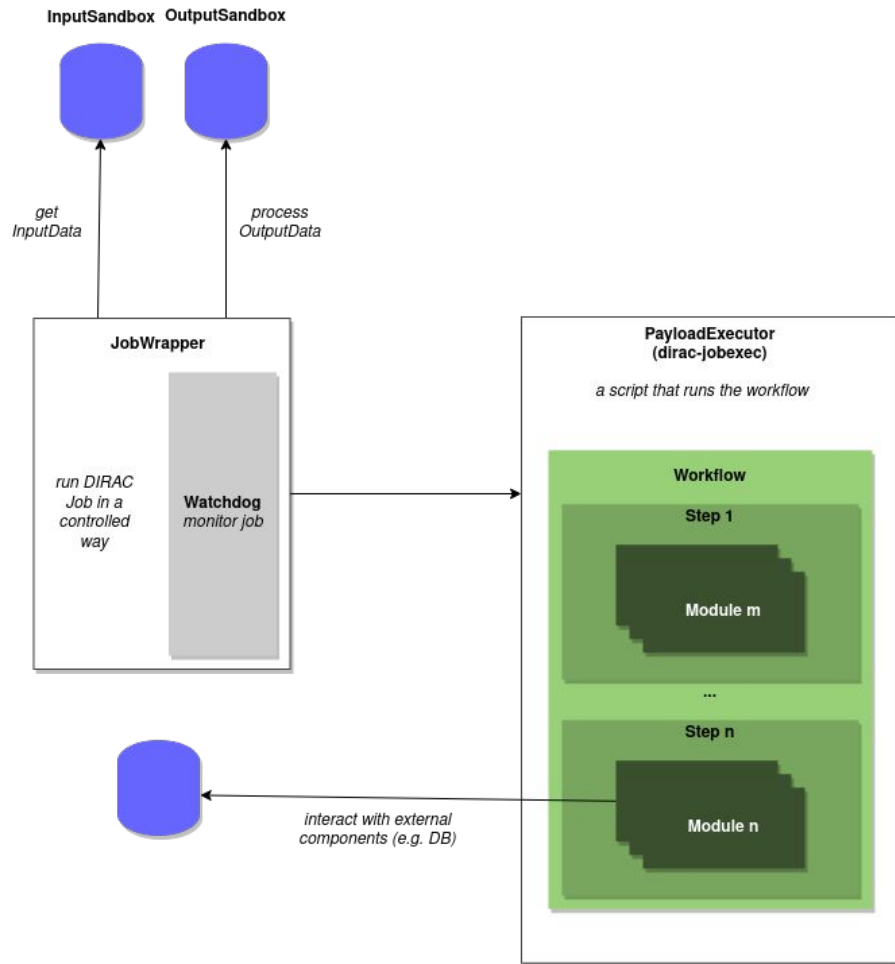 InputSandbox
OutputSandbox
get
InputData
process
OutputData
JobWrapper
run DIRAC
Job in a
controlled
way
Watchdog
monitor job
PayloadExecutor
(dirac-jobexec)
a script that runs the workflow
Workflow
Step 1
Module m
...
Step n
Module n
interact with external
components (e.g. DB)